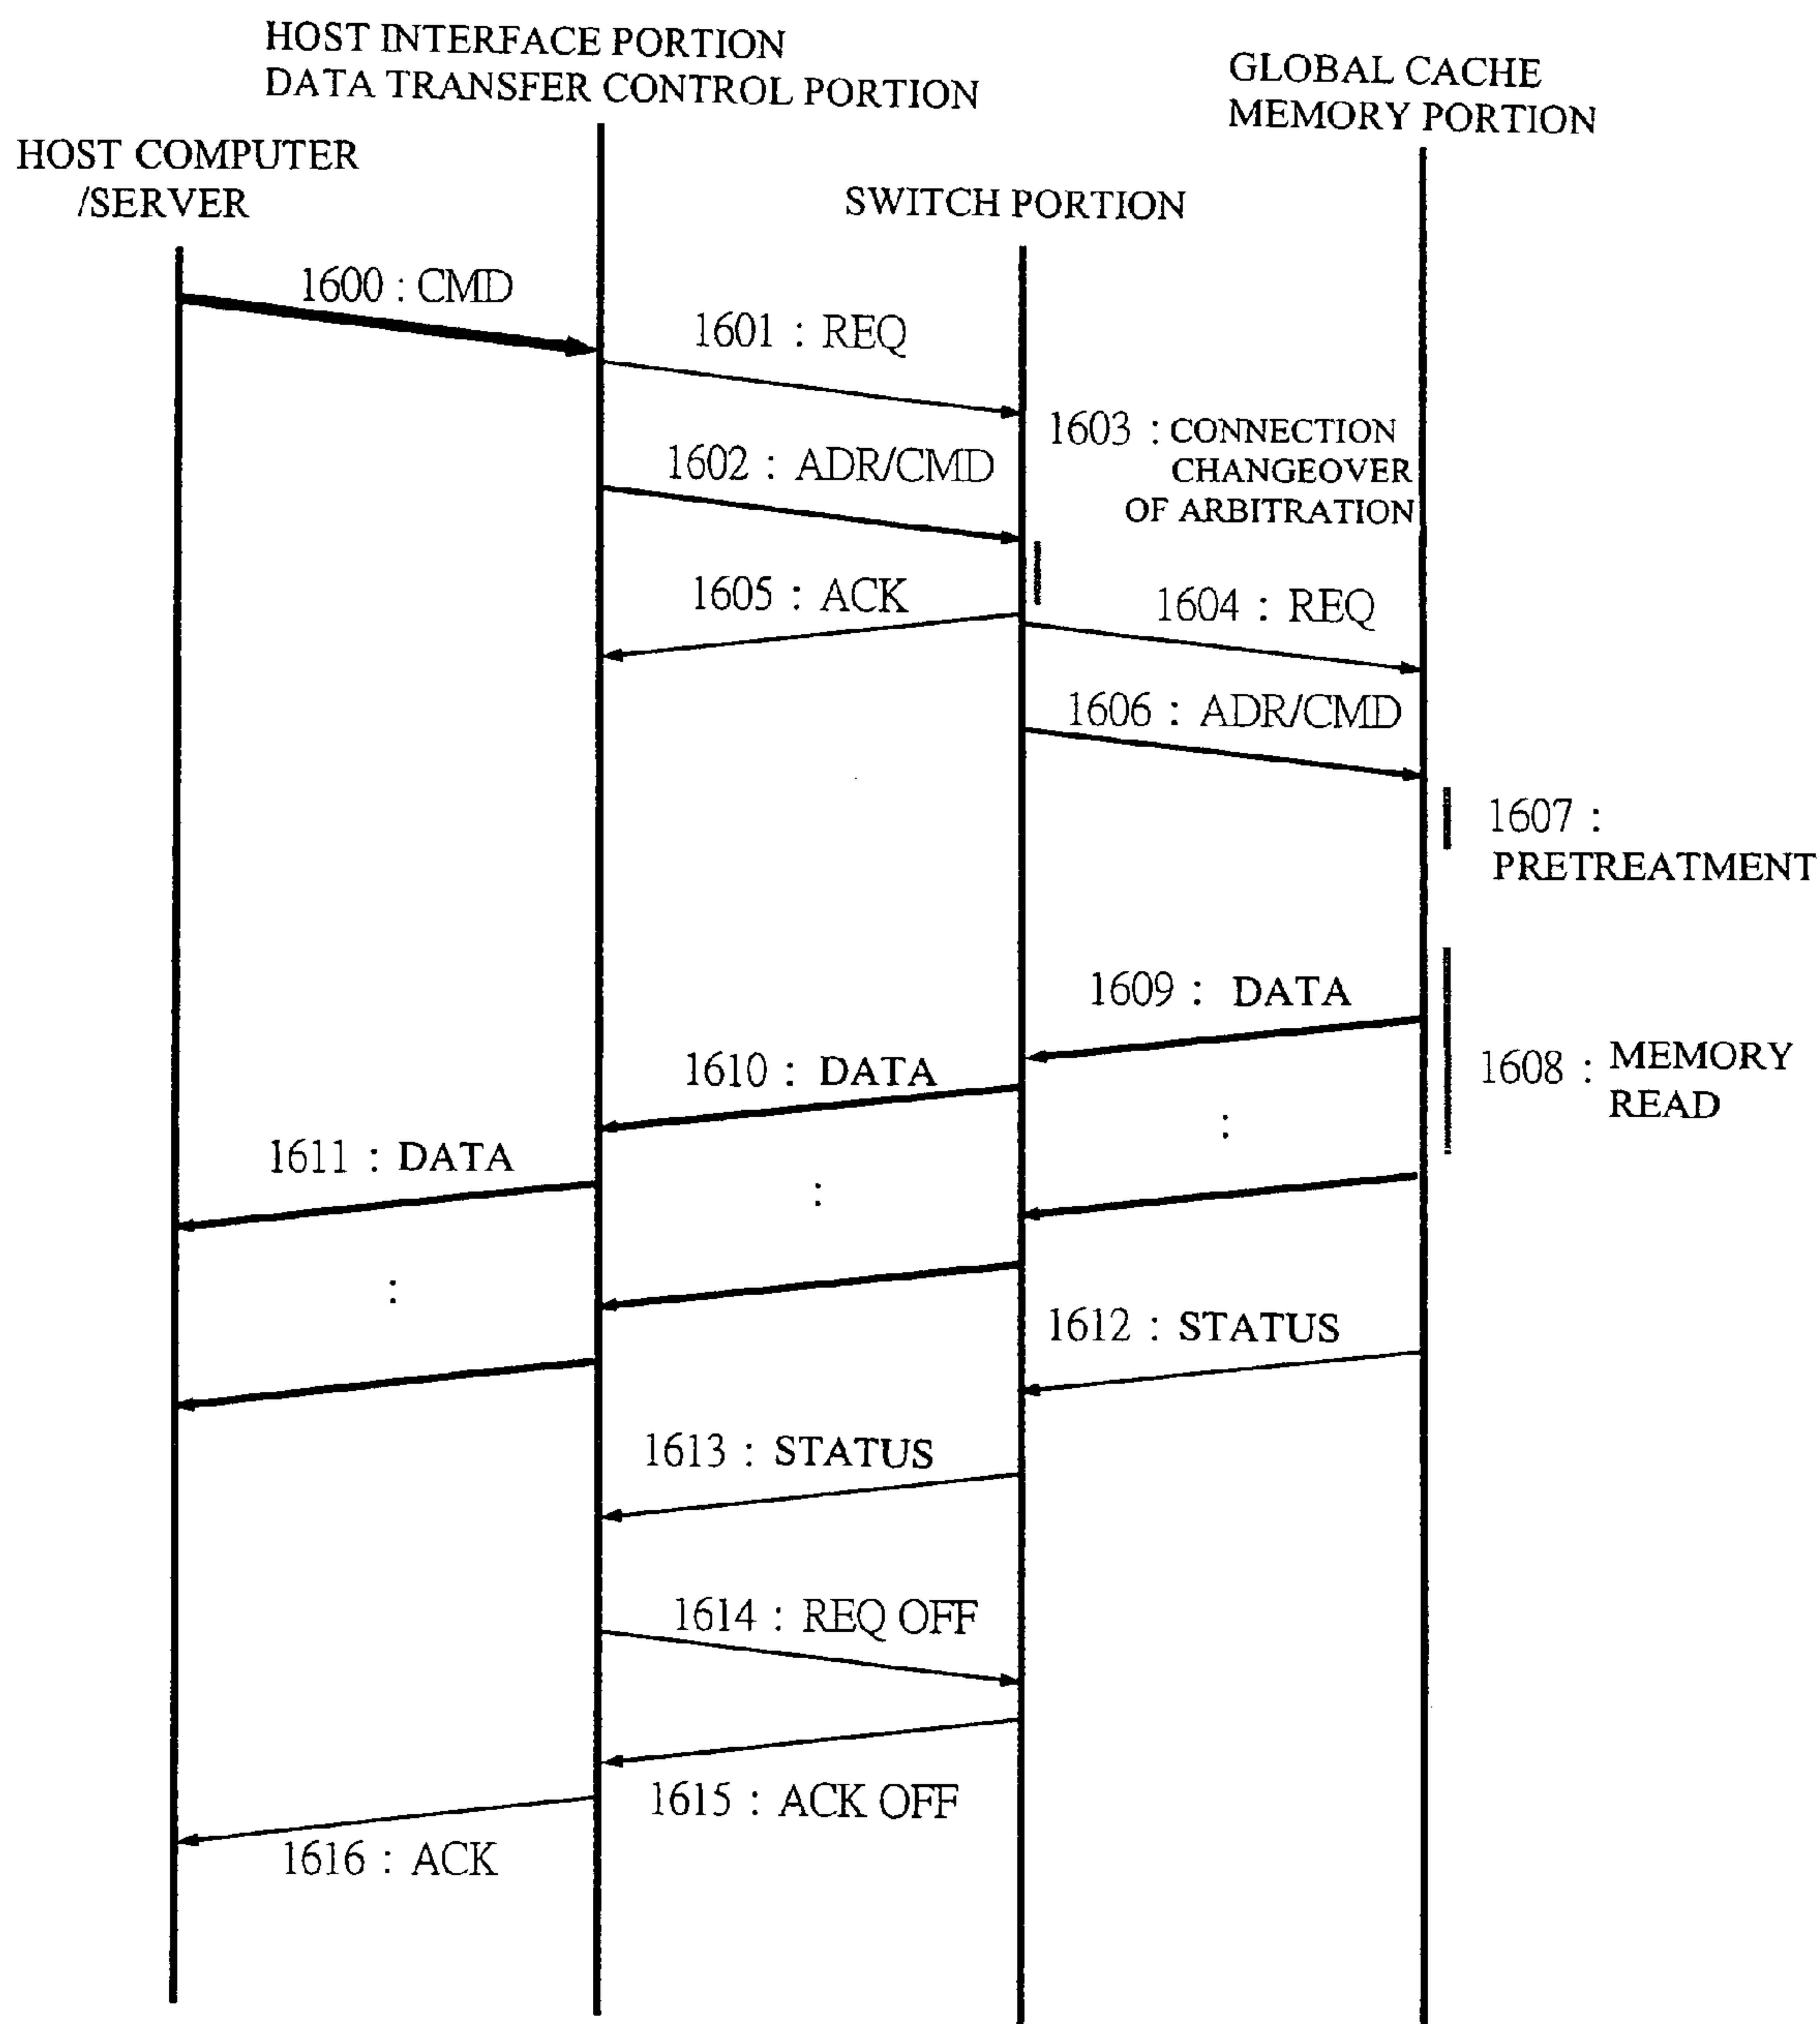 HOST INTERFACE PORTION
DATA TRANSFER CONTROL PORTION
GLOBAL CACHE
MEMORY PORTION
HOST COMPUTER
/SERVER
SWITCH PORTION
1600 : CMD
1601 : REQ
1603 : CONNECTION
CHANGEOVER
OF ARBITRATION
1602 : ADR/CMD
1605 : ACK
1604 : REQ
1606 : ADR/CMD
1607 :
PRETREATMENT
1609 : DATA
1608 : MEMORY
READ
1610 : DATA
:
1611 : DATA
:
:
1612 : STATUS
1613 : STATUS
1614 : REQ OFF
1615 : ACK OFF
1616 : ACK